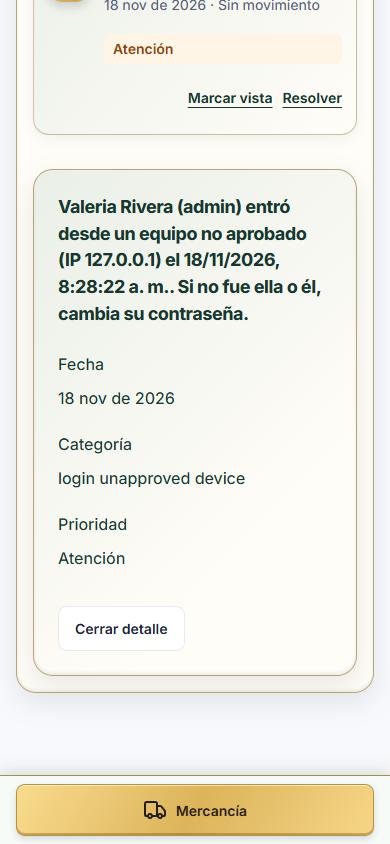 18 nov de 2026 · Sin movimiento
Atención
Marcar vista Resolver
Valeria Rivera (admin) entró
desde un equipo no aprobado
(IP 127.0.0.1) el 18/11/2026,
8:28:22 a. m.. Si no fue ella o él,
cambia su contraseña.
Fecha
18 nov de 2026
Categoría
login unapproved device
Prioridad
Atención
Cerrar detalle
Mercancía